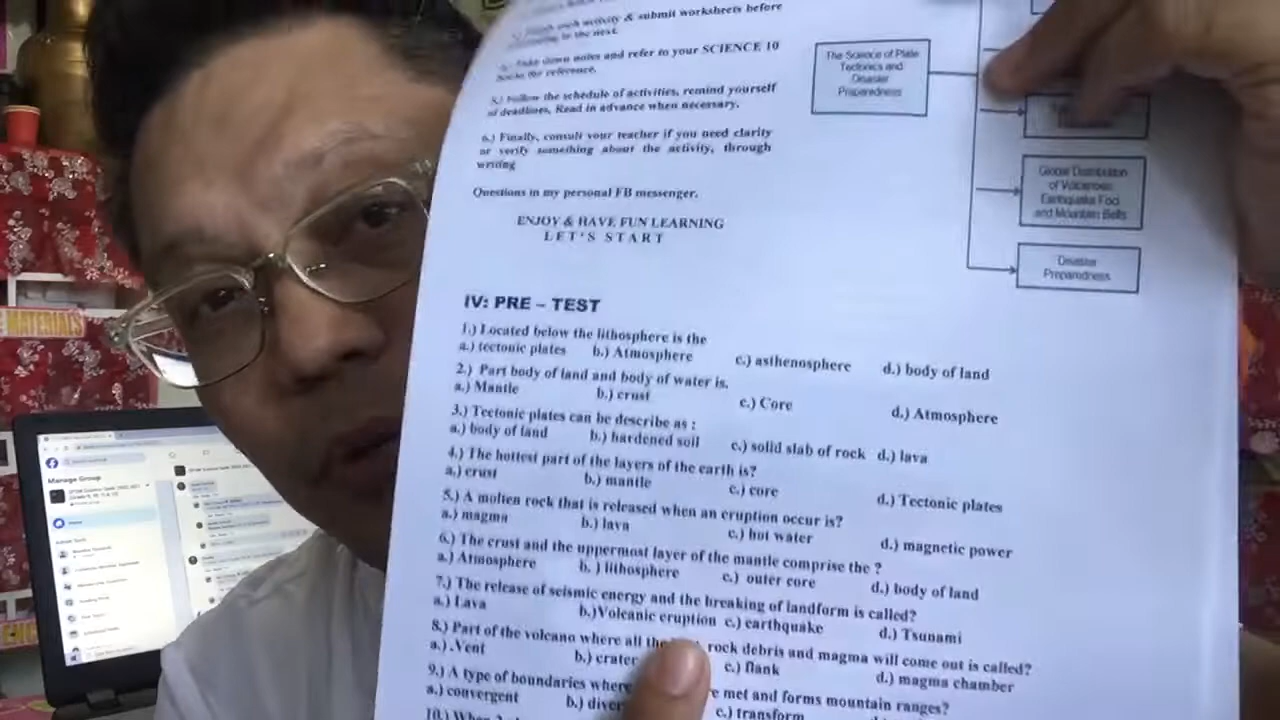 each activity & submit worksheets before
to the next.
down notes and refer to your SCIENCE 10
books for reference.
5.) Follow the schedule of activities, remind yourself
of deadlines, Read in advance when necessary.
6.) Finally, consult your teacher if you need clarity
or verify something about the activity, through
writing
Questions in my personal FB messenger.
ENJOY & HAVE FUN LEARNING
LET'S START
The Science of Plate
Tectonics and
Disaster
Preparedness
Global Distribution
of Volcanoes
Earthquake Foci
and Mountain Belts
Disaster
Preparedness
IV: PRE – TEST
1.) Located below the lithosphere is the
a.) tectonic plates b.) Atmosphere c.) asthenosphere d.) body of land
2.) Part body of land and body of water is.
a.) Mantle b.) crust c.) Core d.) Atmosphere
3.) Tectonic plates can be describe as :
a.) body of land b.) hardened soil c.) solid slab of rock d.) lava
4.) The hottest part of the layers of the earth is?
a.) crust b.) mantle c.) core d.) Tectonic plates
5.) A molten rock that is released when an eruption occur is?
a.) magma b.) lava c.) hot water d.) magnetic power
6.) The crust and the uppermost layer of the mantle comprise the ?
a.) Atmosphere b. ) lithosphere c.) outer core d.) body of land
7.) The release of seismic energy and the breaking of landform is called?
a.) Lava b.)Volcanic eruption c.) earthquake d.) Tsunami
8.) Part of the volcano where all the rock debris and magma will come out is called?
a.) .Vent b.) crater c.) flank d.) magma chamber
9.) A type of boundaries where met and forms mountain ranges?
a.) convergent b.) c.) transform
10.)
MATERIALS
Manage Group
Home